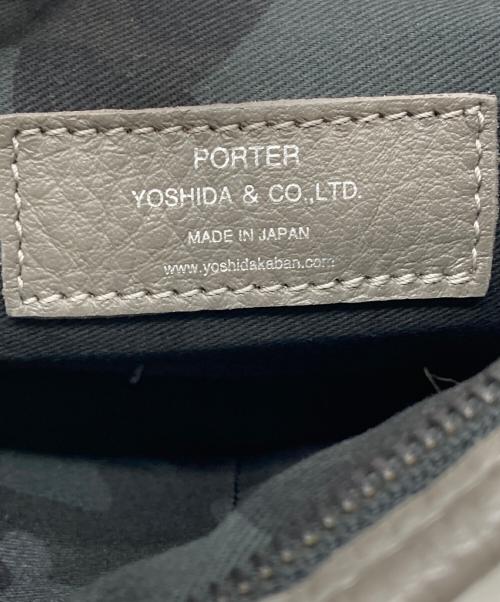 PORTER
YOSHIDA & CO.,LTD.
MADE IN JAPAN
www.yoshidakaban.com